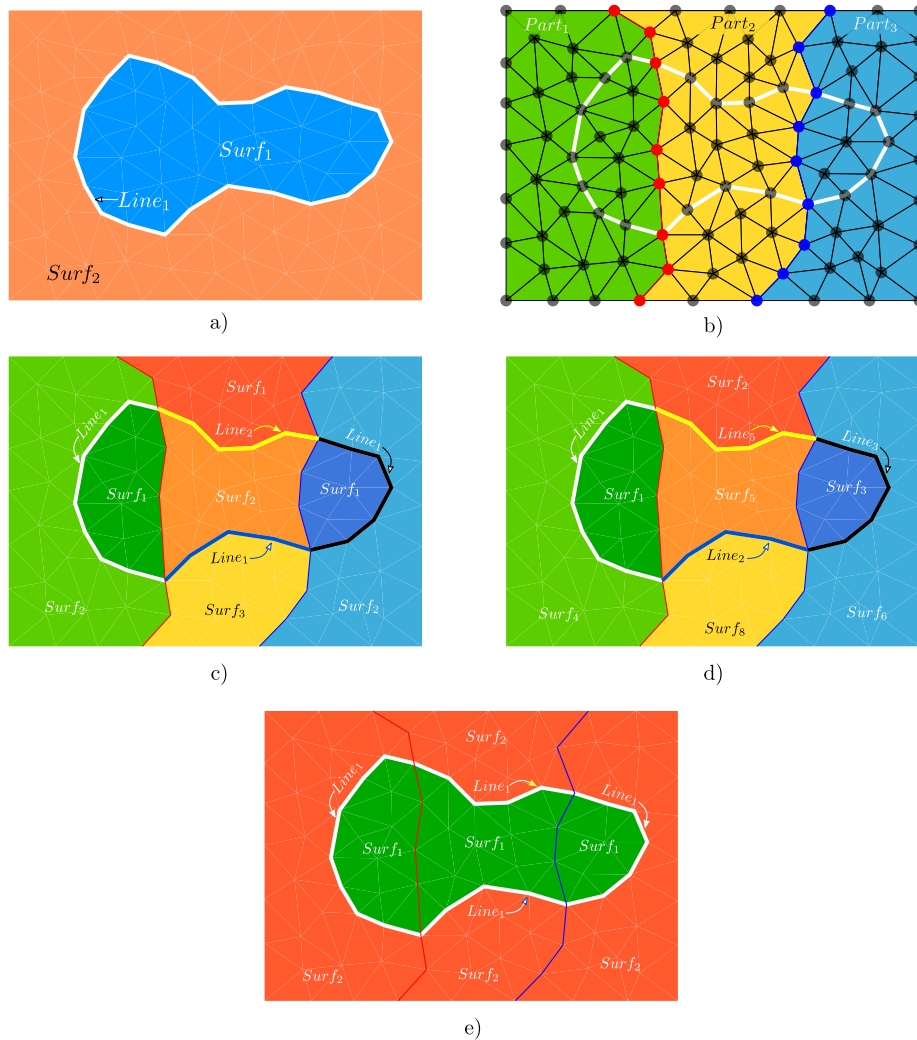 Surf₁
Line₁
Surf₂
a)
Part₁ Part₂ Part₃
b)
Surf₁
Line₁
Line₂
Line₁
Surf₁
Surf₂
Surf₁
Line₁
Surf₂
Surf₃
Surf₂
c)
Surf₂
Line₁
Line₅
Line₃
Surf₁
Surf₅
Surf₃
Line₂
Surf₄
Surf₈
Surf₆
d)
Surf₂
Line₁
Line₁
Line₁
Surf₁
Surf₁
Surf₁
Line₁
Surf₂
Surf₂
Surf₂
e)